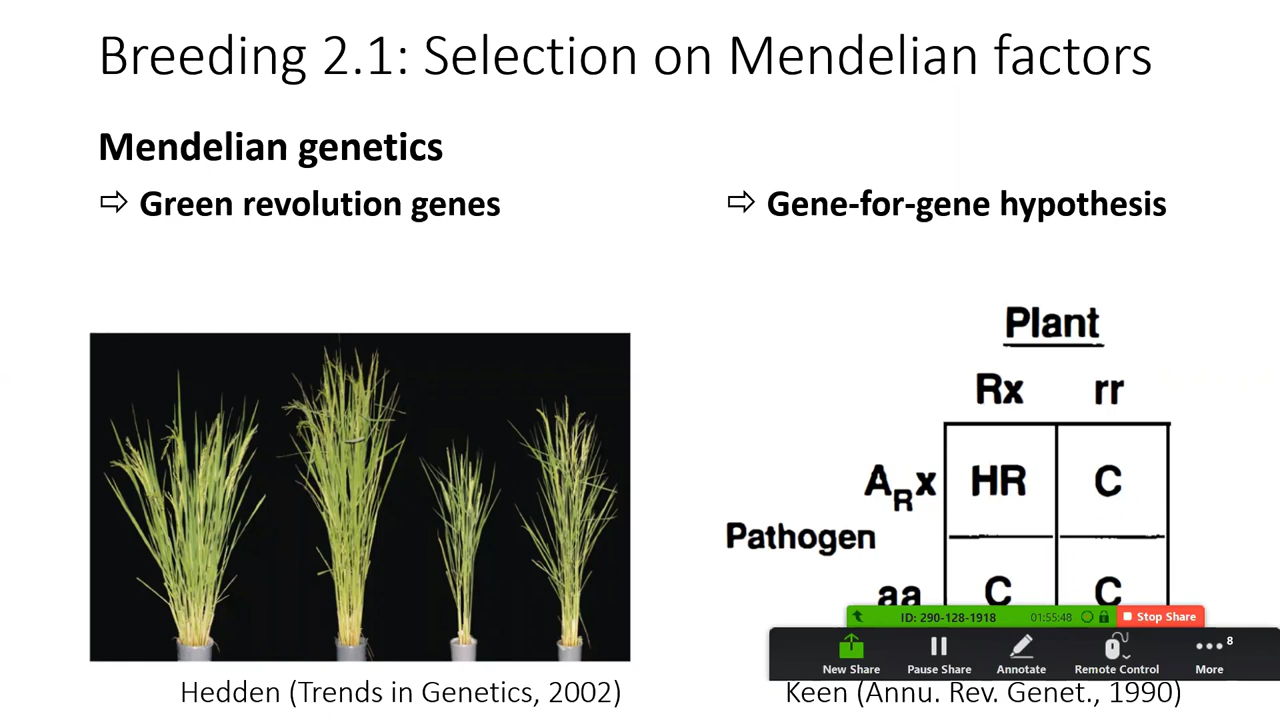 Breeding 2.1: Selection on Mendelian factors
Mendelian genetics
⇨ Green revolution genes
⇨ Gene-for-gene hypothesis
Plant
Rx rr
ARx HR C
Pathogen
aa C C
ID: 290-128-1918 01:55:48 Stop Share
New Share Pause Share Annotate Remote Control More 8
Hedden (Trends in Genetics, 2002)
Keen (Annu. Rev. Genet., 1990)